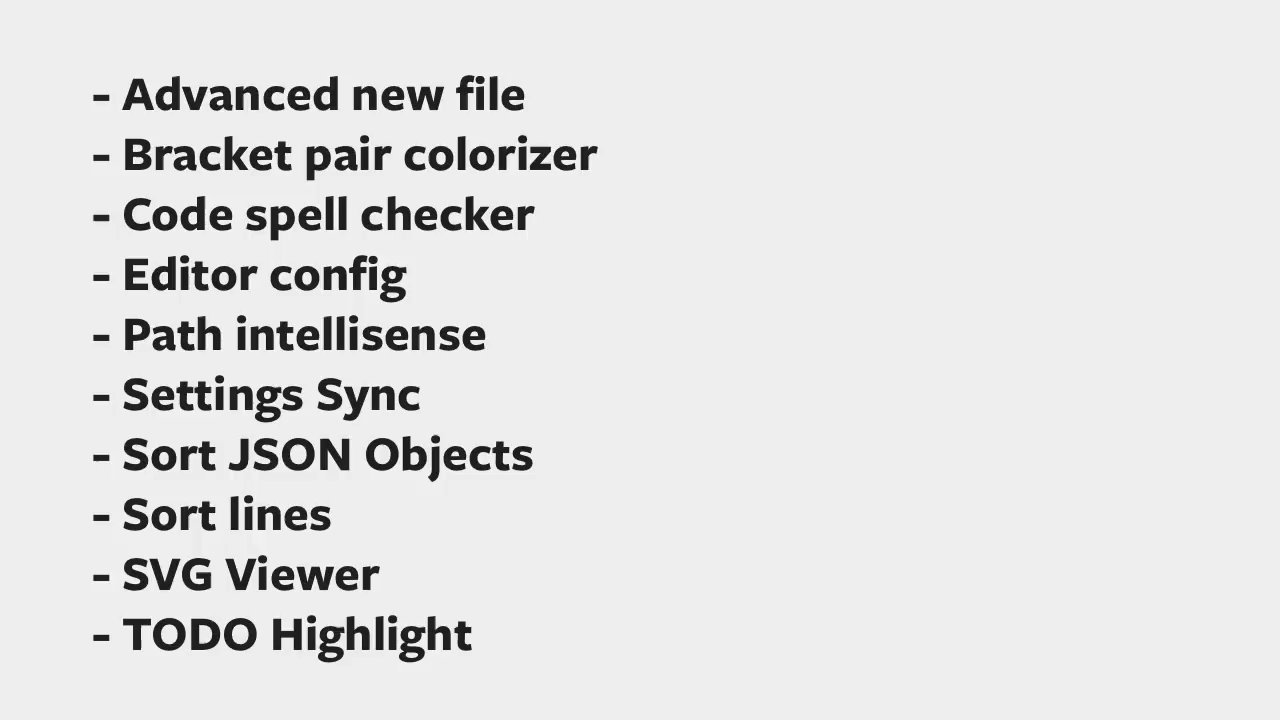 - Advanced new file
- Bracket pair colorizer
- Code spell checker
- Editor config
- Path intellisense
- Settings Sync
- Sort JSON Objects
- Sort lines
- SVG Viewer
- TODO Highlight